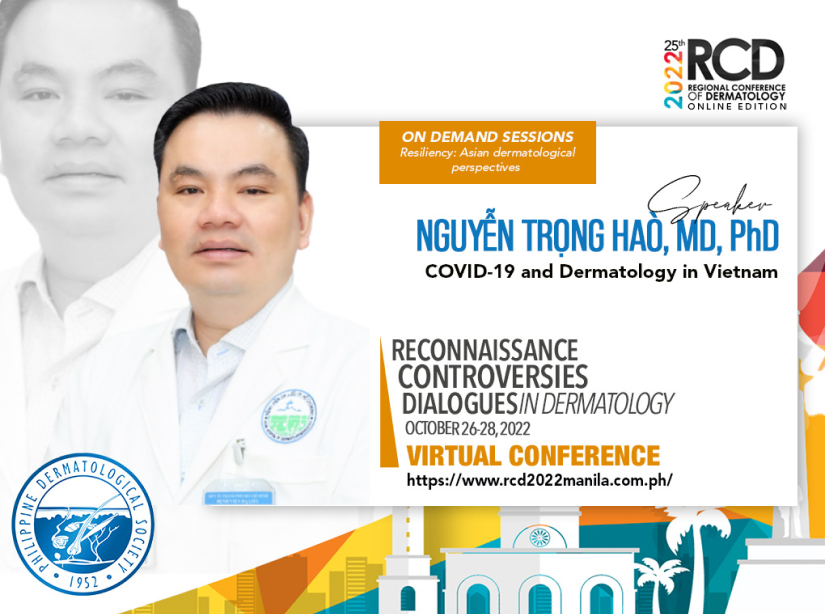 25th
2022
RCD
REGIONAL CONFERENCE
OF DERMATOLOGY
ONLINE EDITION
ON DEMAND SESSIONS
Resiliency: Asian dermatological
perspectives
Speaker
NGUYỄN TRỌNG HAÒ, MD, PhD
COVID-19 and Dermatology in Vietnam
RECONNAISSANCE
CONTROVERSIES
DIALOGUES IN DERMATOLOGY
OCTOBER 26-28, 2022
VIRTUAL CONFERENCE
https://www.rcd2022manila.com.ph/
PHILIPPINE DERMATOLOGICAL SOCIETY
• 1952 •